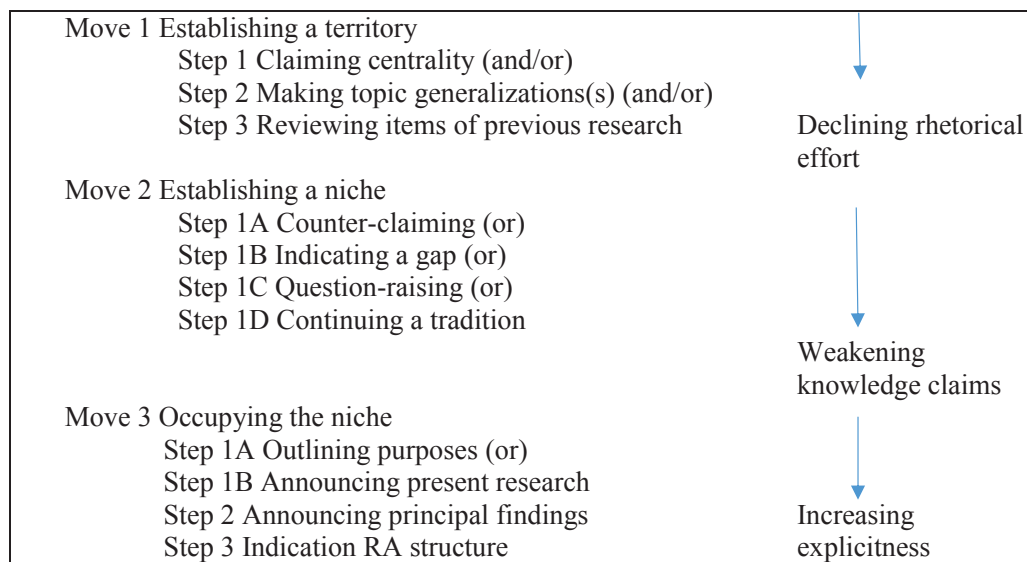 Move 1 Establishing a territory
Step 1 Claiming centrality (and/or)
Step 2 Making topic generalizations(s) (and/or)
Step 3 Reviewing items of previous research
Declining rhetorical
effort
Move 2 Establishing a niche
Step 1A Counter-claiming (or)
Step 1B Indicating a gap (or)
Step 1C Question-raising (or)
Step 1D Continuing a tradition
Weakening
knowledge claims
Move 3 Occupying the niche
Step 1A Outlining purposes (or)
Step 1B Announcing present research
Step 2 Announcing principal findings
Step 3 Indication RA structure
Increasing
explicitness